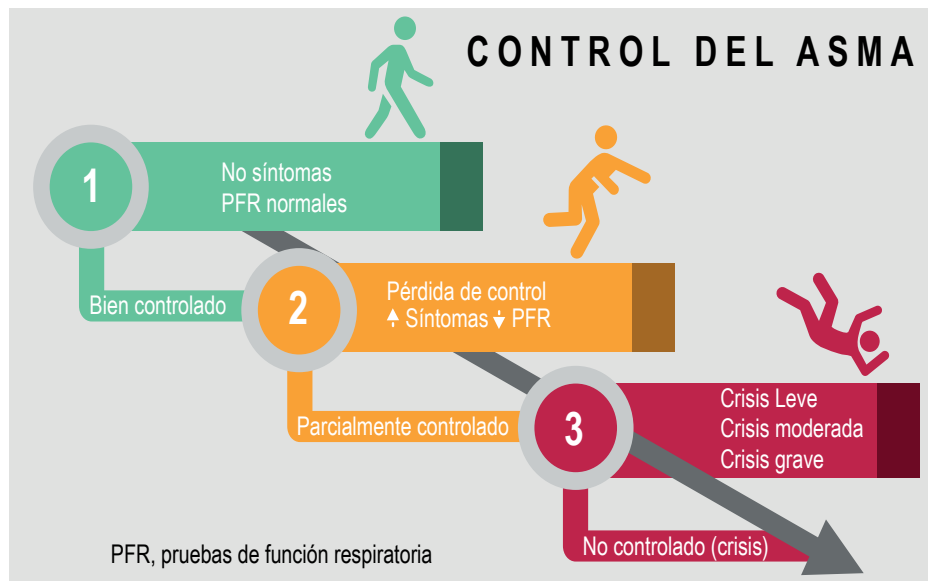 CONTROL DEL ASMA
1
No síntomas
PFR normales
Bien controlado
2
Pérdida de control
↑ Síntomas ↓ PFR
Parcialmente controlado
3
Crisis Leve
Crisis moderada
Crisis grave
No controlado (crisis)
PFR, pruebas de función respiratoria